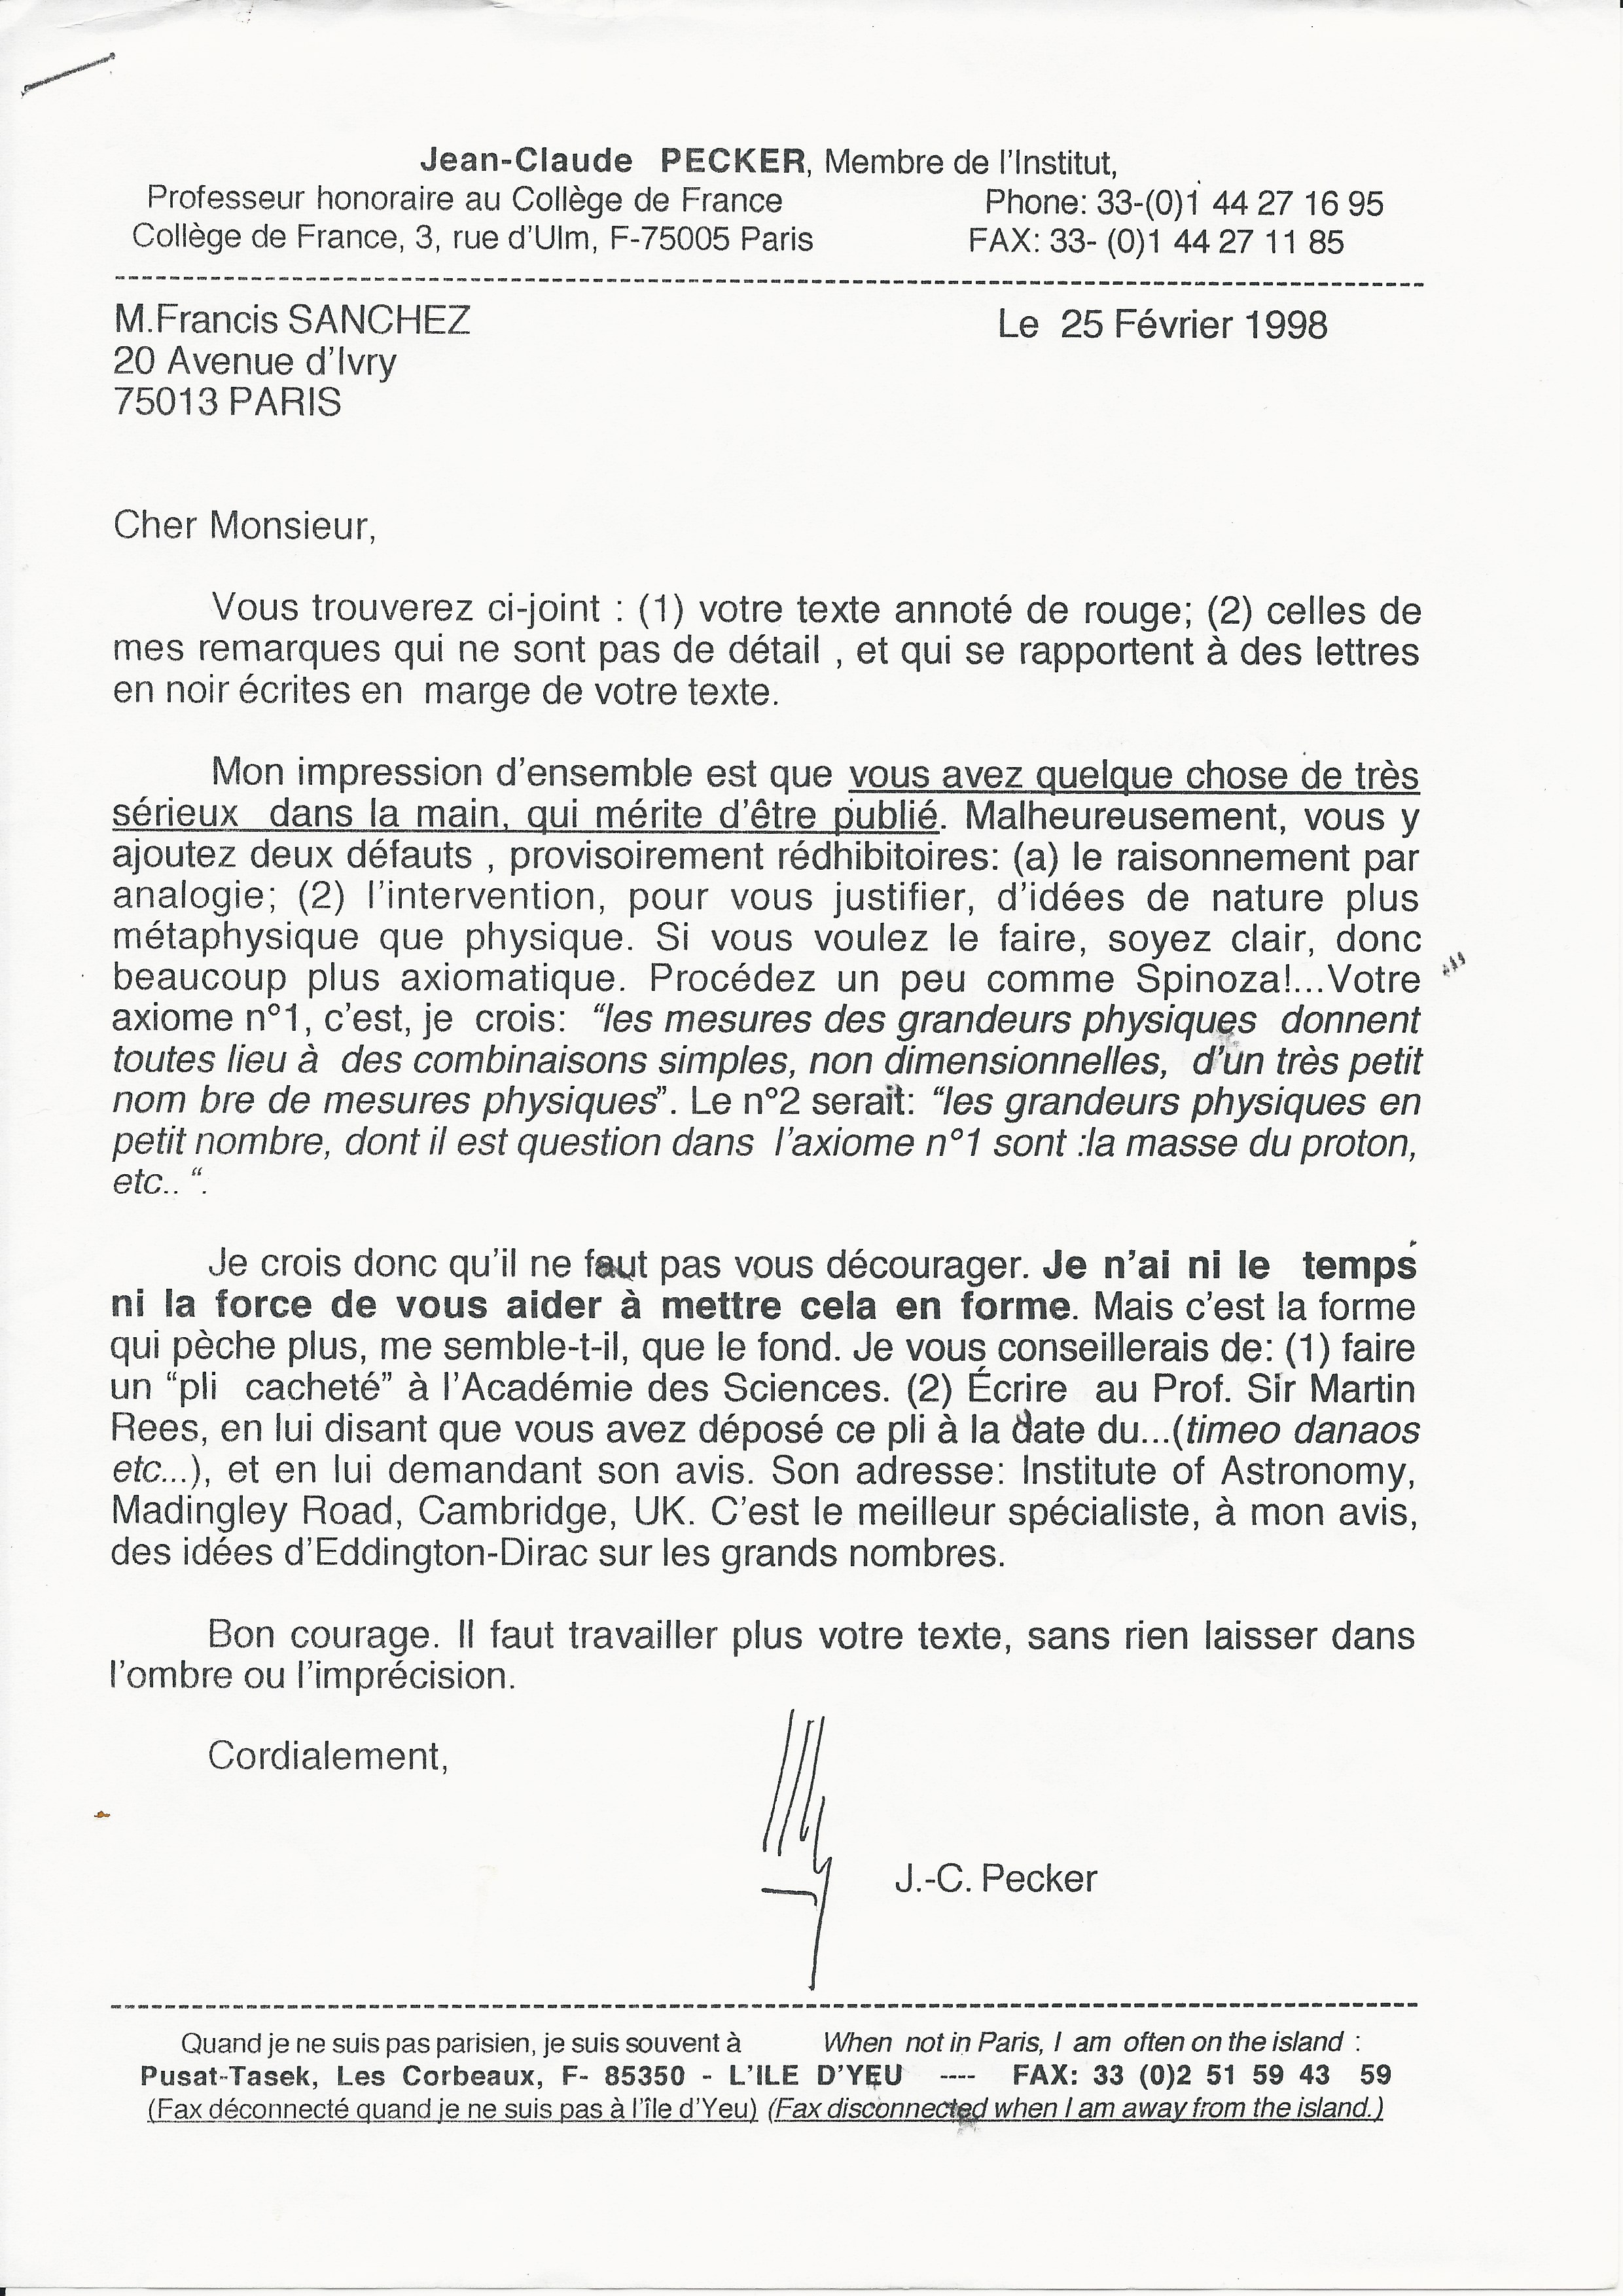 Jean-Claude PECKER, Membre de l'Institut,
Professeur honoraire au Collège de France Phone: 33-(0)1 44 27 16 95
Collège de France, 3, rue d'Ulm, F-75005 Paris FAX: 33- (0)1 44 27 11 85
M.Francis SANCHEZ Le 25 Février 1998
20 Avenue d'Ivry
75013 PARIS
Cher Monsieur,
Vous trouverez ci-joint : (1) votre texte annoté de rouge; (2) celles de
mes remarques qui ne sont pas de détail , et qui se rapportent à des lettres
en noir écrites en marge de votre texte.
Mon impression d'ensemble est que vous avez quelque chose de très
sérieux dans la main, qui mérite d'être publié. Malheureusement, vous y
ajoutez deux défauts , provisoirement rédhibitoires: (a) le raisonnement par
analogie; (2) l'intervention, pour vous justifier, d'idées de nature plus
métaphysique que physique. Si vous voulez le faire, soyez clair, donc
beaucoup plus axiomatique. Procédez un peu comme Spinoza!...Votre
axiome n°1, c'est, je crois: “les mesures des grandeurs physiques donnent
toutes lieu à des combinaisons simples, non dimensionnelles, d'un très petit
nom bre de mesures physiques”. Le n°2 serait: “les grandeurs physiques en
petit nombre, dont il est question dans l'axiome n°1 sont :la masse du proton,
etc.. “.
Je crois donc qu'il ne faut pas vous décourager. Je n'ai ni le temps
ni la force de vous aider à mettre cela en forme. Mais c'est la forme
qui pèche plus, me semble-t-il, que le fond. Je vous conseillerais de: (1) faire
un “pli cacheté” à l'Académie des Sciences. (2) Écrire au Prof. Sir Martin
Rees, en lui disant que vous avez déposé ce pli à la date du...(timeo danaos
etc...), et en lui demandant son avis. Son adresse: Institute of Astronomy,
Madingley Road, Cambridge, UK. C'est le meilleur spécialiste, à mon avis,
des idées d'Eddington-Dirac sur les grands nombres.
Bon courage. Il faut travailler plus votre texte, sans rien laisser dans
l'ombre ou l'imprécision.
Cordialement,
J.-C. Pecker
Quand je ne suis pas parisien, je suis souvent à When not in Paris, I am often on the island :
Pusat-Tasek, Les Corbeaux, F- 85350 - L'ILE D'YEU ---- FAX: 33 (0)2 51 59 43 59
(Fax déconnecté quand je ne suis pas à l'île d'Yeu) (Fax disconnected when I am away from the island.)